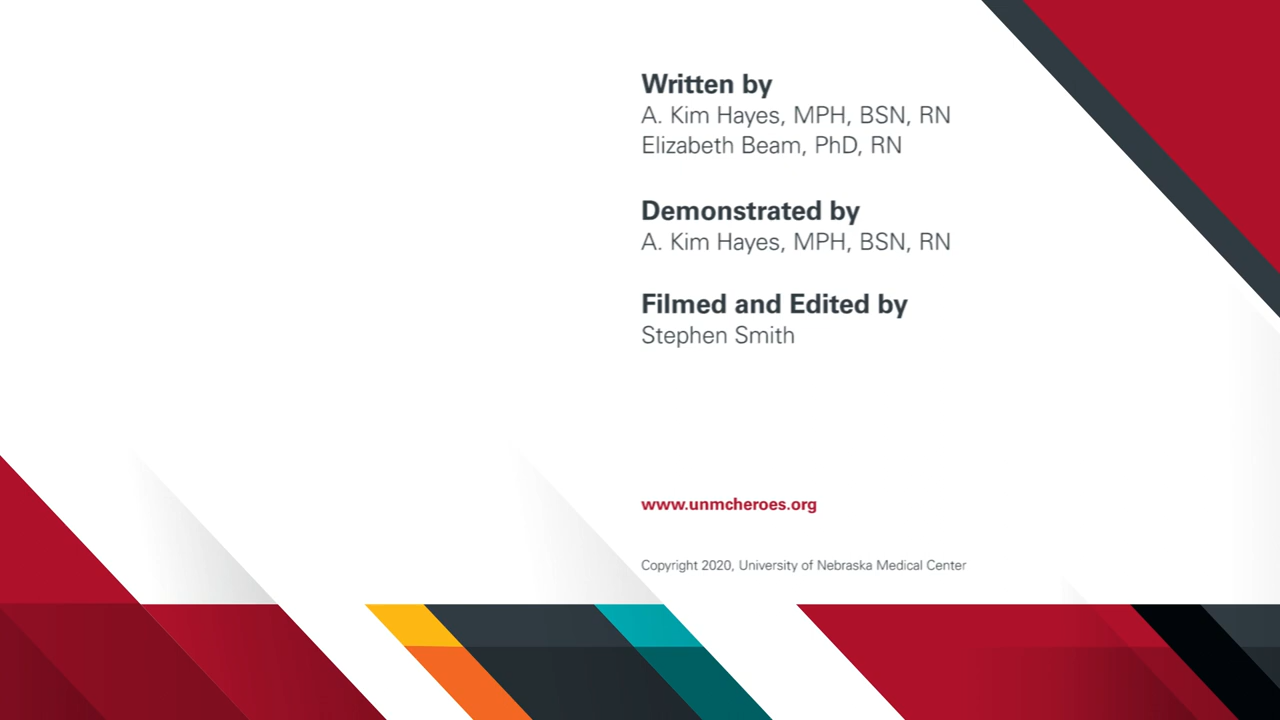 Written by
A. Kim Hayes, MPH, BSN, RN
Elizabeth Beam, PhD, RN
Demonstrated by
A. Kim Hayes, MPH, BSN, RN
Filmed and Edited by
Stephen Smith
www.unmcheroes.org
Copyright 2020, University of Nebraska Medical Center